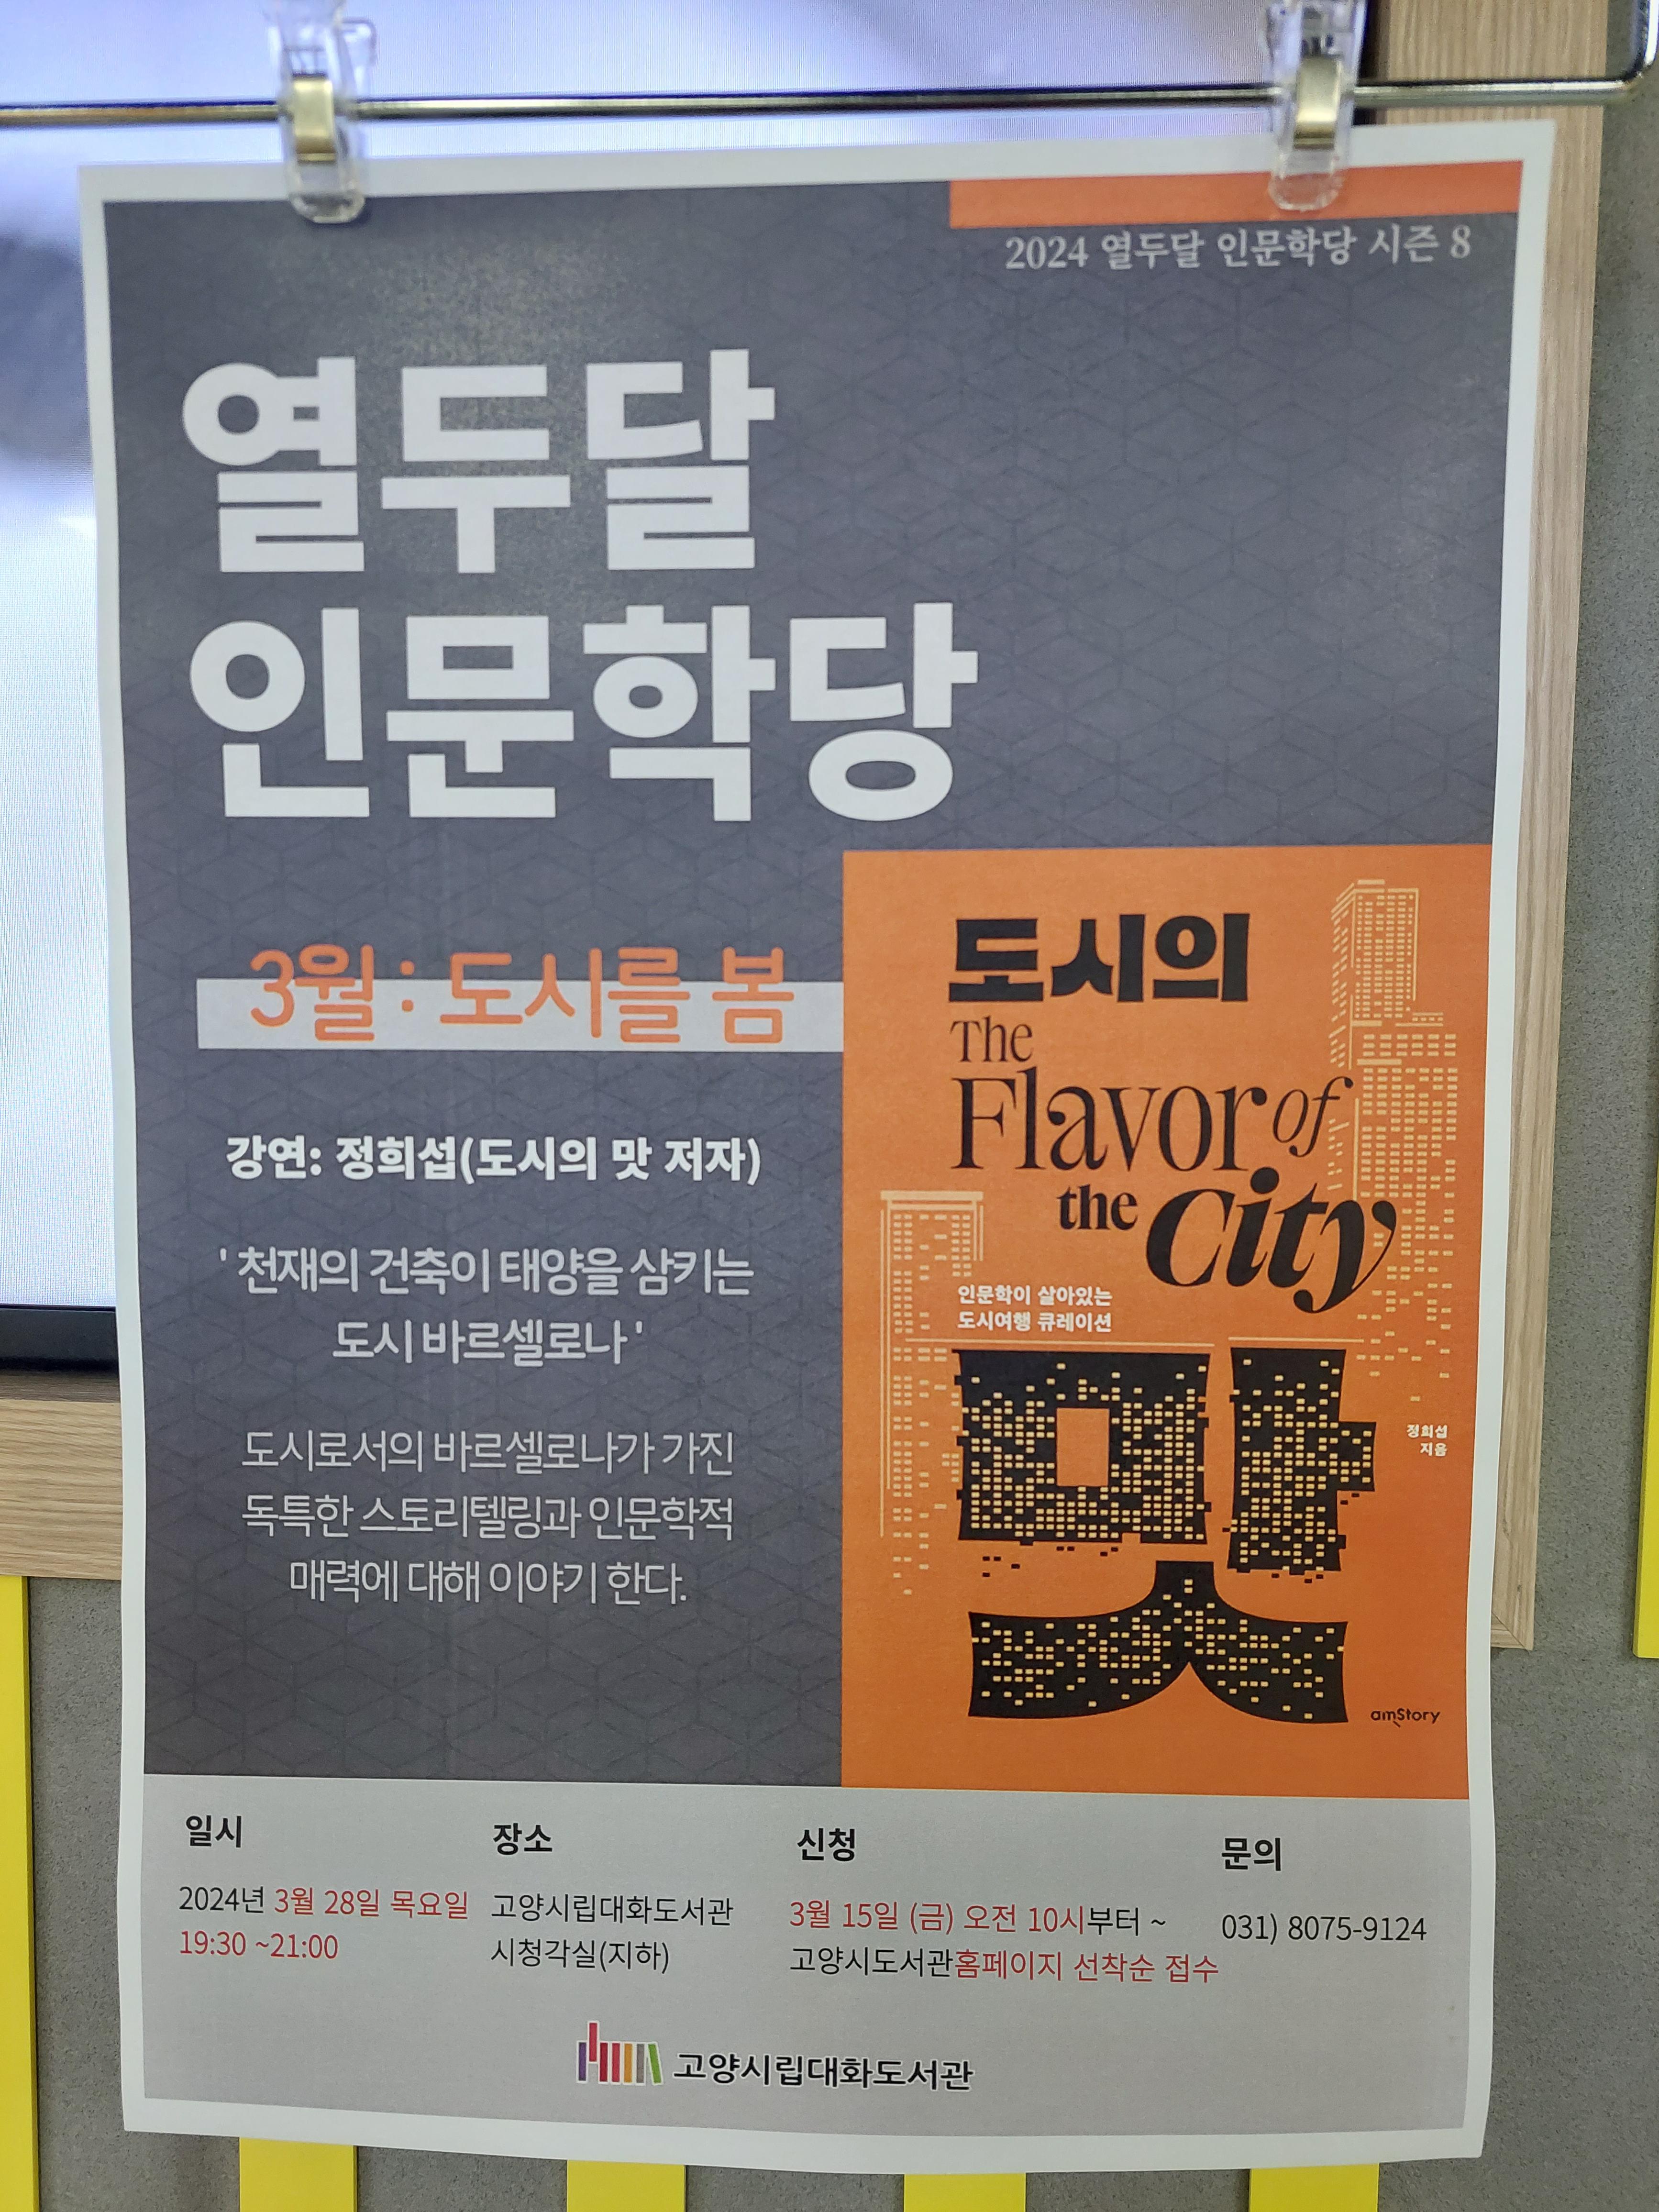 2024 열두달 인문학당 시즌 8
열두달
인문학당
3월 : 도시를 봄
강연: 정희섭(도시의 맛 저자)
' 천재의 건축이 태양을 삼키는
도시 바르셀로나 '
도시로서의 바르셀로나가 가진
독특한 스토리텔링과 인문학적
매력에 대해 이야기 한다.
도시의
The
Flavor of
the City
인문학이 살아있는
도시여행 큐레이션
맛
정희섭
지음
amStory
일시
2024년 3월 28일 목요일
19:30 ~21:00
장소
고양시립대화도서관
시청각실(지하)
신청
3월 15일 (금) 오전 10시부터 ~
고양시도서관홈페이지 선착순 접수
문의
031) 8075-9124
고양시립대화도서관